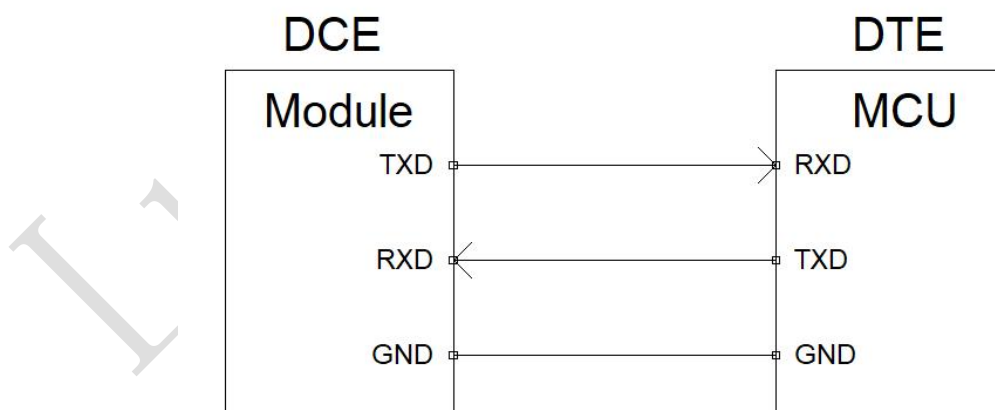 DCE DTE
Module MCU
TXD RXD
RXD TXD
GND GND